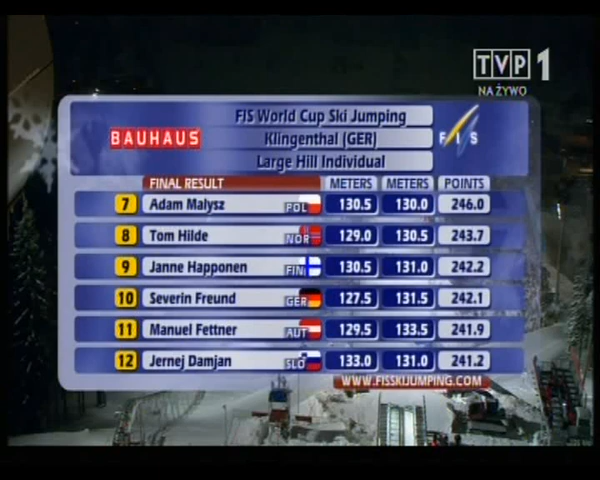 TVP1
NA ŻYWO
BAUHAUS
FIS World Cup Ski Jumping
Klingenthal (GER)
Large Hill Individual
FIS
FINAL RESULT METERS METERS POINTS
7 Adam Malysz POL 130.5 130.0 246.0
8 Tom Hilde NOR 129.0 130.5 243.7
9 Janne Happonen FIN 130.5 131.0 242.2
10 Severin Freund GER 127.5 131.5 242.1
11 Manuel Fettner AUT 129.5 133.5 241.9
12 Jernej Damjan SLO 133.0 131.0 241.2
WWW.FISSKIJUMPING.COM